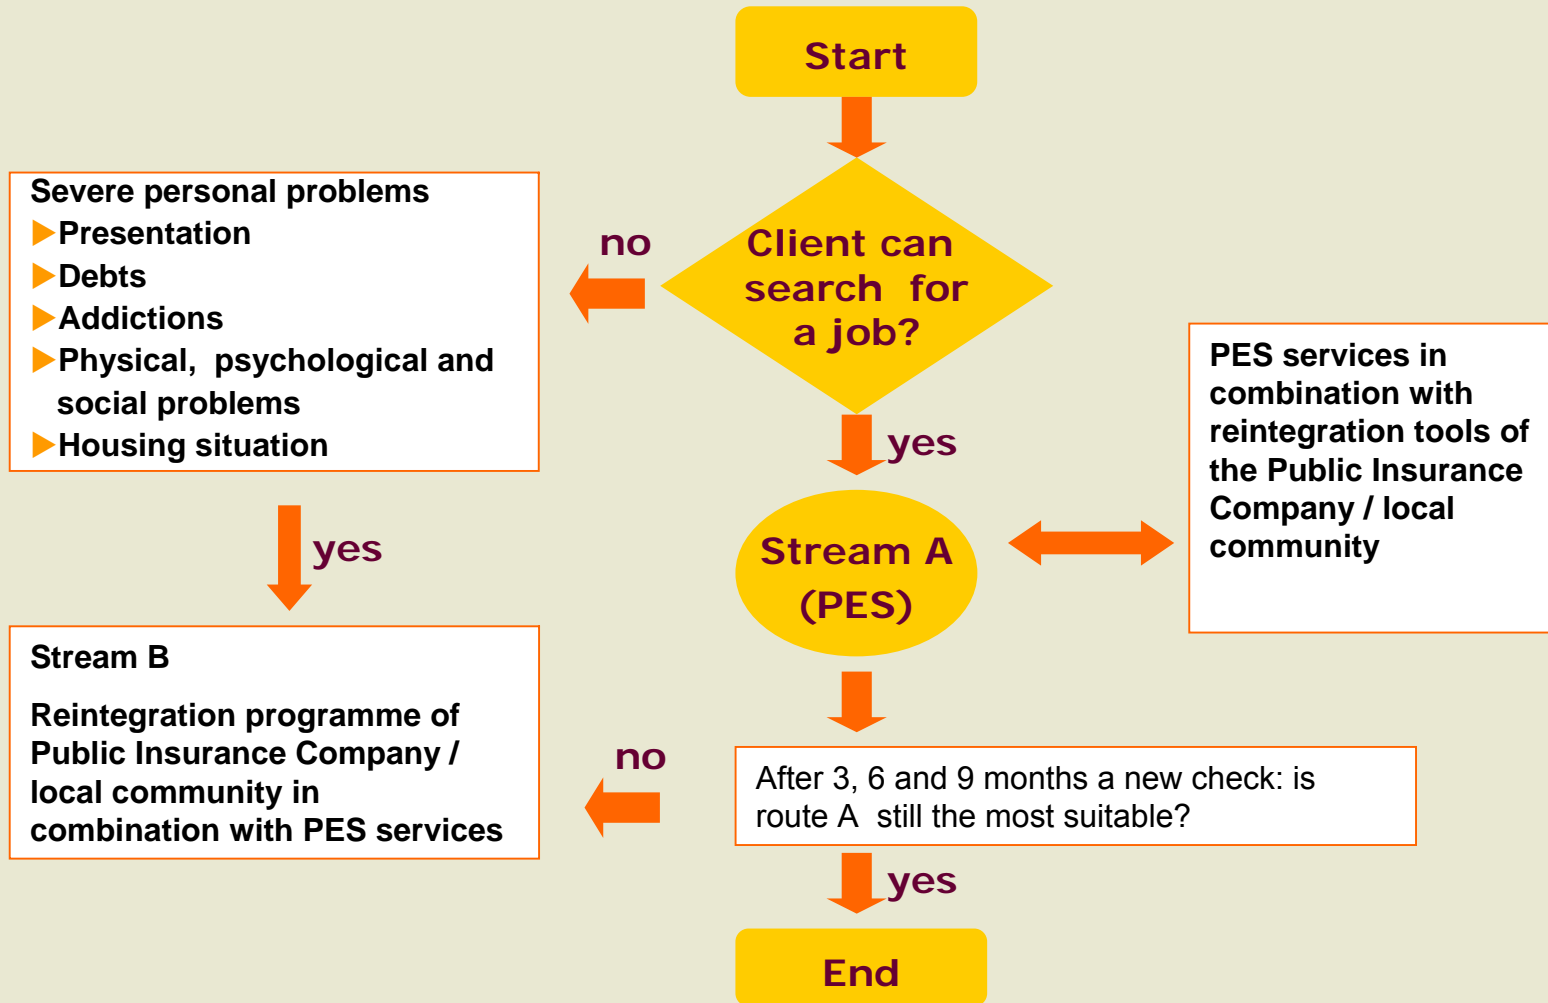 Start
Client can
search for
a job?
no
Severe personal problems
Presentation
Debts
Addictions
Physical, psychological and
social problems
Housing situation
yes
yes
Stream A
(PES)
PES services in
combination with
reintegration tools of
the Public Insurance
Company / local
community
Stream B
Reintegration programme of
Public Insurance Company /
local community in
combination with PES services
no
After 3, 6 and 9 months a new check: is
route A still the most suitable?
yes
End